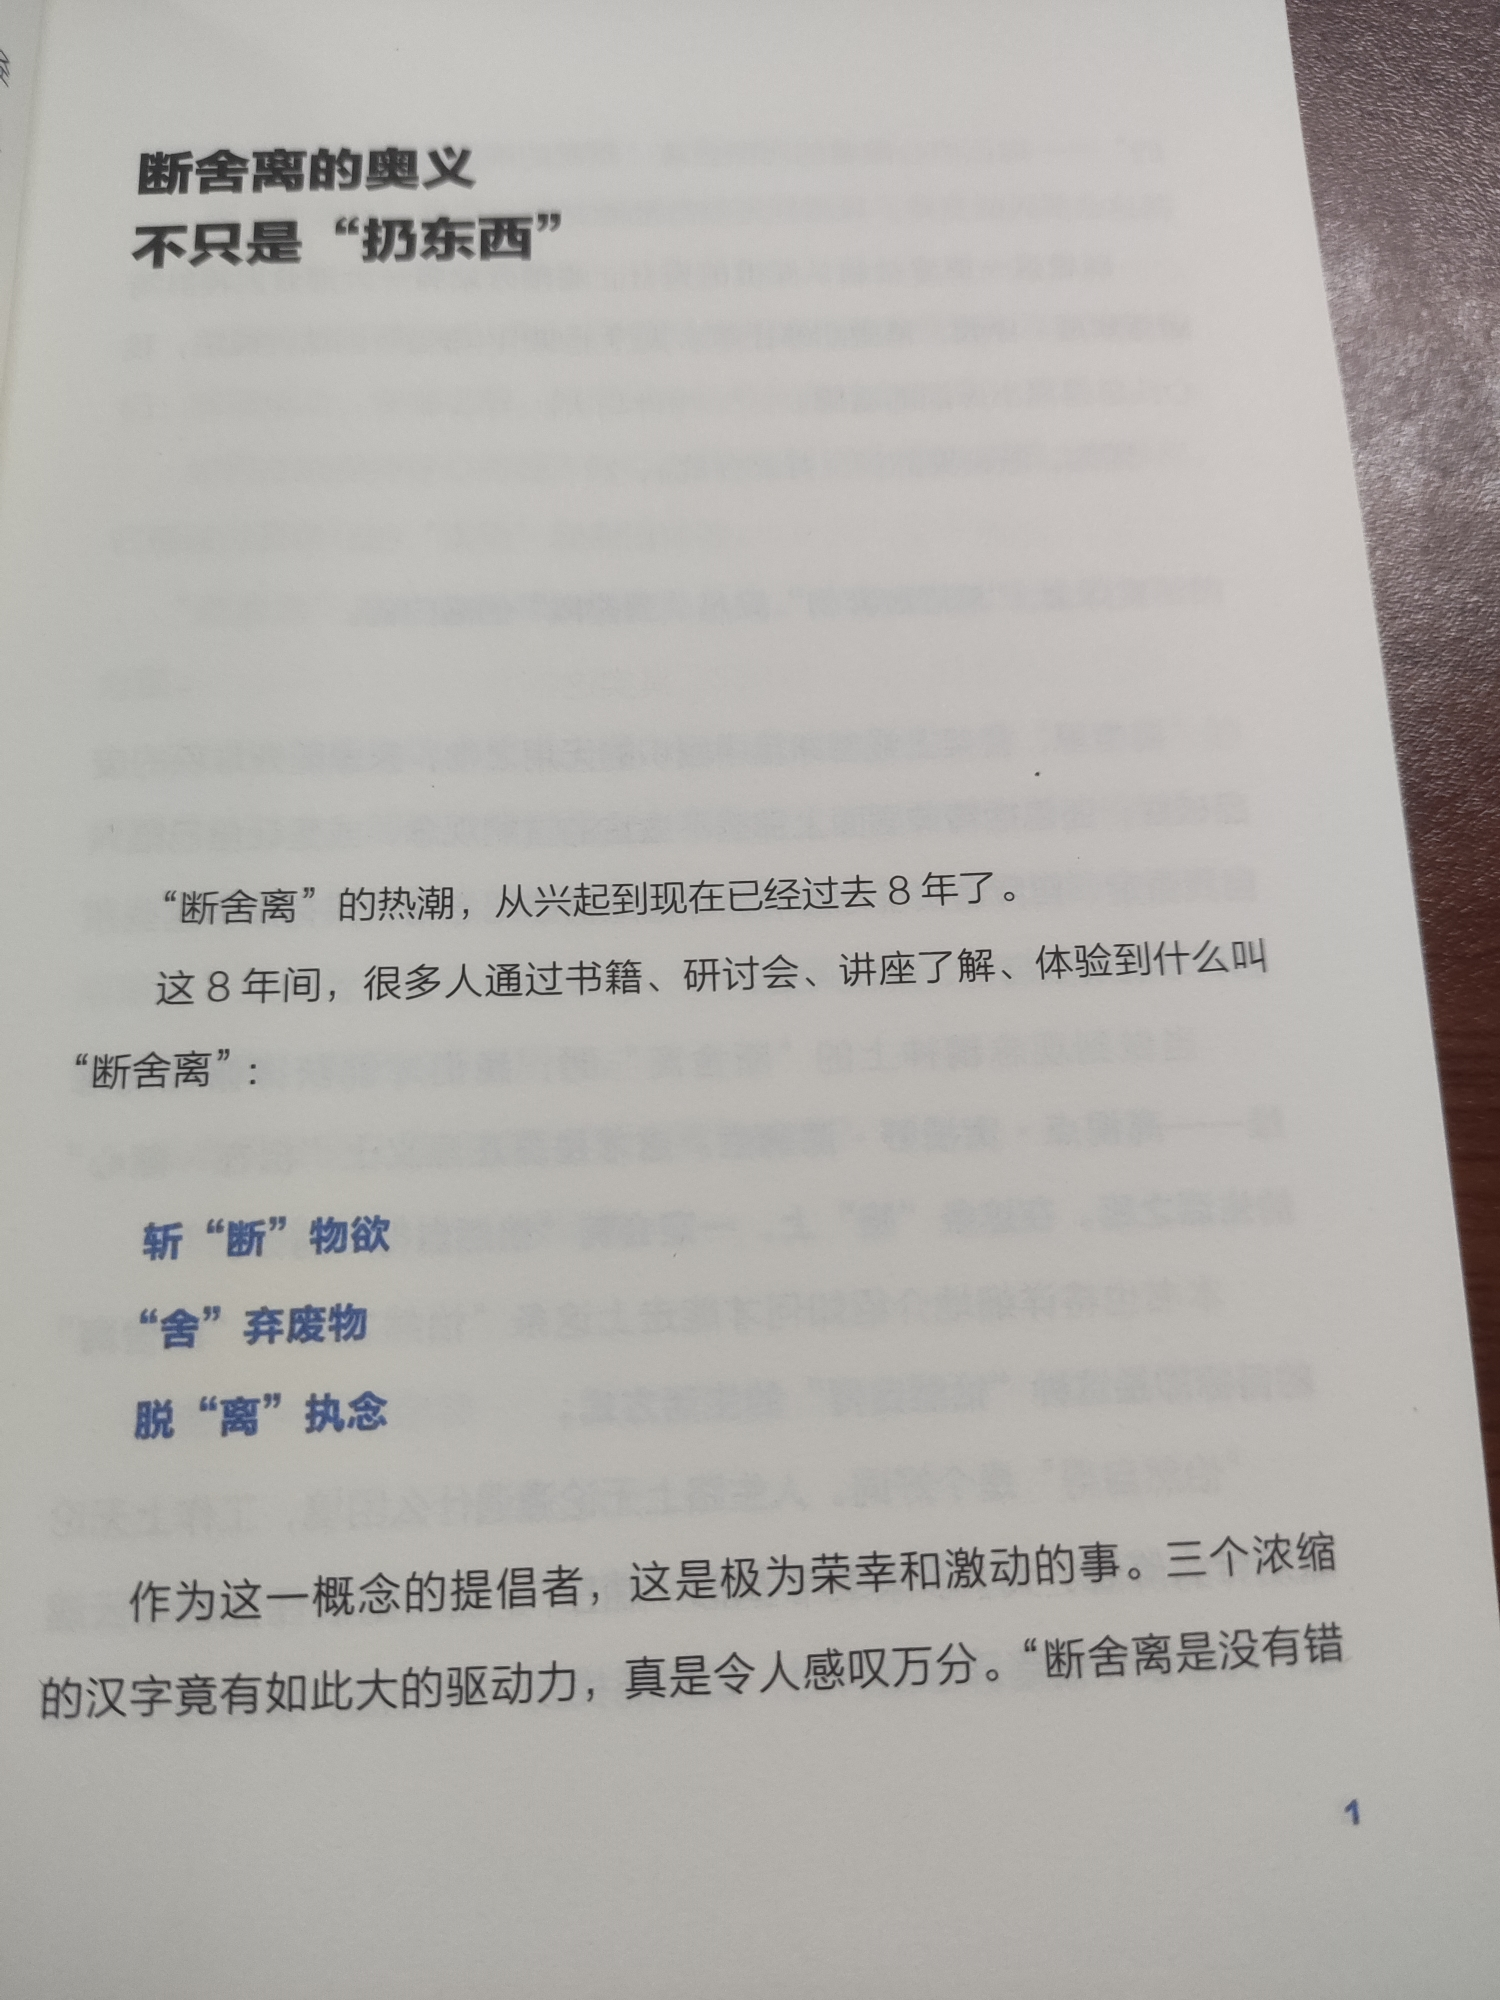 断舍离的奥义
不只是“扔东西”
“断舍离”的热潮，从兴起到现在已经过去 8 年了。
这 8 年间，很多人通过书籍、研讨会、讲座了解、体验到什么叫
“断舍离”：
斩“断”物欲
“舍”弃废物
脱“离”执念
作为这一概念的提倡者，这是极为荣幸和激动的事。三个浓缩
的汉字竟有如此大的驱动力，真是令人感叹万分。“断舍离是没有错
1